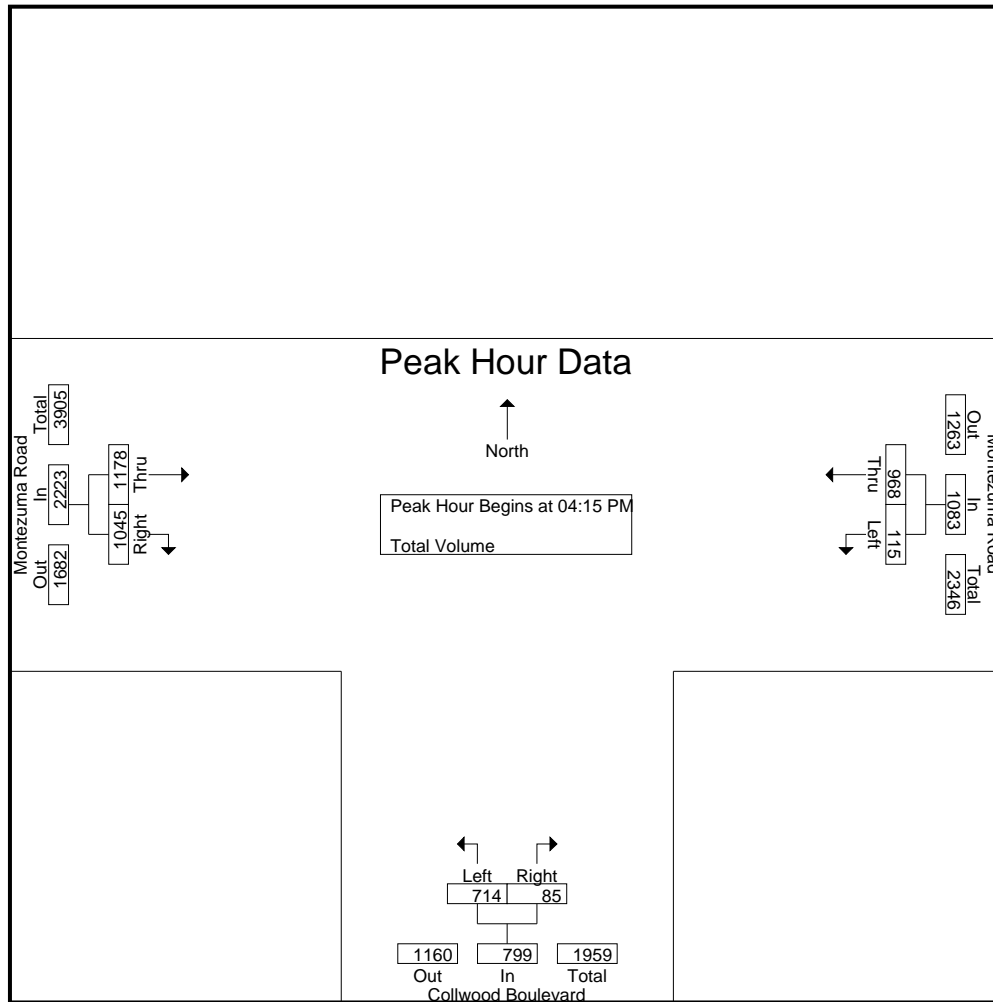 Peak Hour Data
North
Peak Hour Begins at 04:15 PM
Total Volume
Montezuma Road
Total
3905
In
2223
Out
1682
1178
Thru
1045
Right
Montezuma Road
Out
1263
In
1083
Total
2346
Thru
968
Left
115
Left
Right
714
85
1160
799
1959
Out
In
Total
Collwood Boulevard